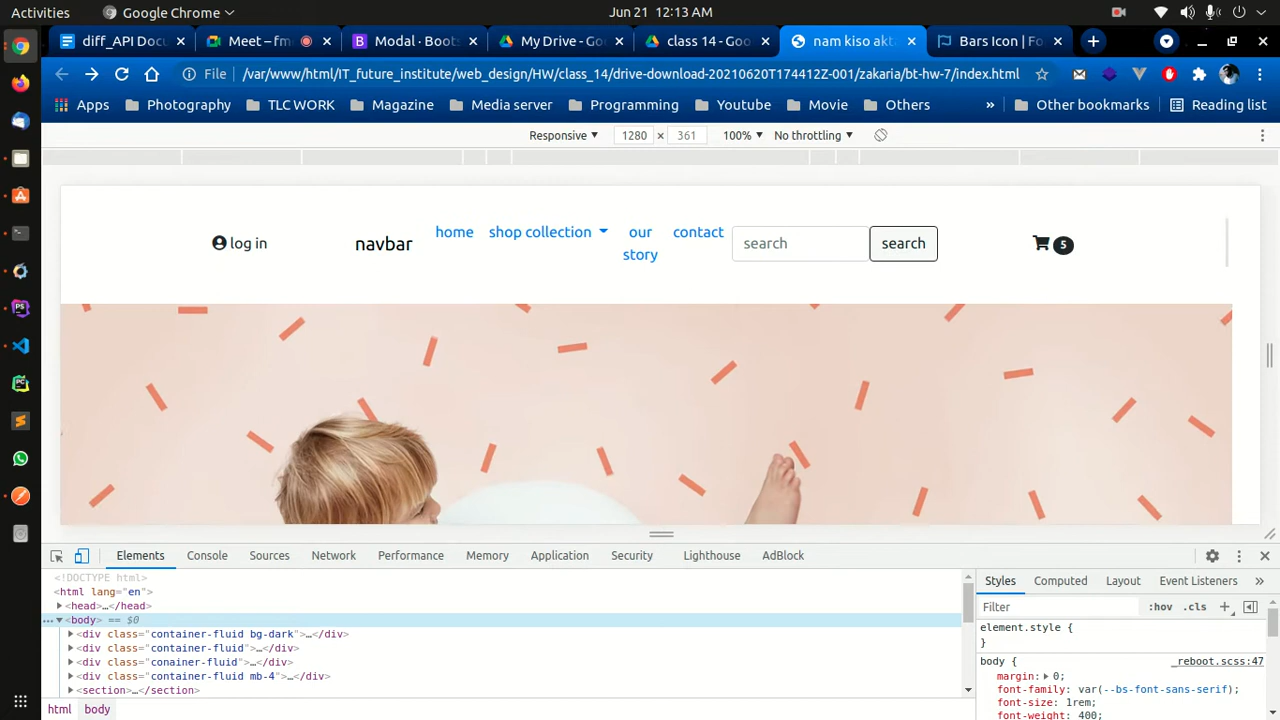 Activities Google Chrome Jun 21 12:13 AM
diff_API Docu Meet – fm Modal · Boots My Drive - Go class 14 - Goo nam kiso akt Bars Icon | Fo
File /var/www/html/IT_future_institute/web_design/HW/class_14/drive-download-20210620T174412Z-001/zakaria/bt-hw-7/index.html
Apps Photography TLC WORK Magazine Media server Programming Youtube Movie Others » Other bookmarks Reading list
Responsive 1280 × 361 100% No throttling
log in navbar home shop collection our story contact search search 5
Elements Console Sources Network Performance Memory Application Security Lighthouse AdBlock
<!DOCTYPE html>
<html lang="en">
<head>…</head>
<body> == $0
<div class="container-fluid bg-dark">…</div>
<div class="container-fluid">…</div>
<div class="conainer-fluid">…</div>
<div class="container-fluid mb-4">…</div>
<section>…</section>
html body
Styles Computed Layout Event Listeners »
Filter :hov .cls +
element.style {
}
body { _reboot.scss:47
margin: 0;
font-family: var(--bs-font-sans-serif);
font-size: 1rem;
font-weight: 400;